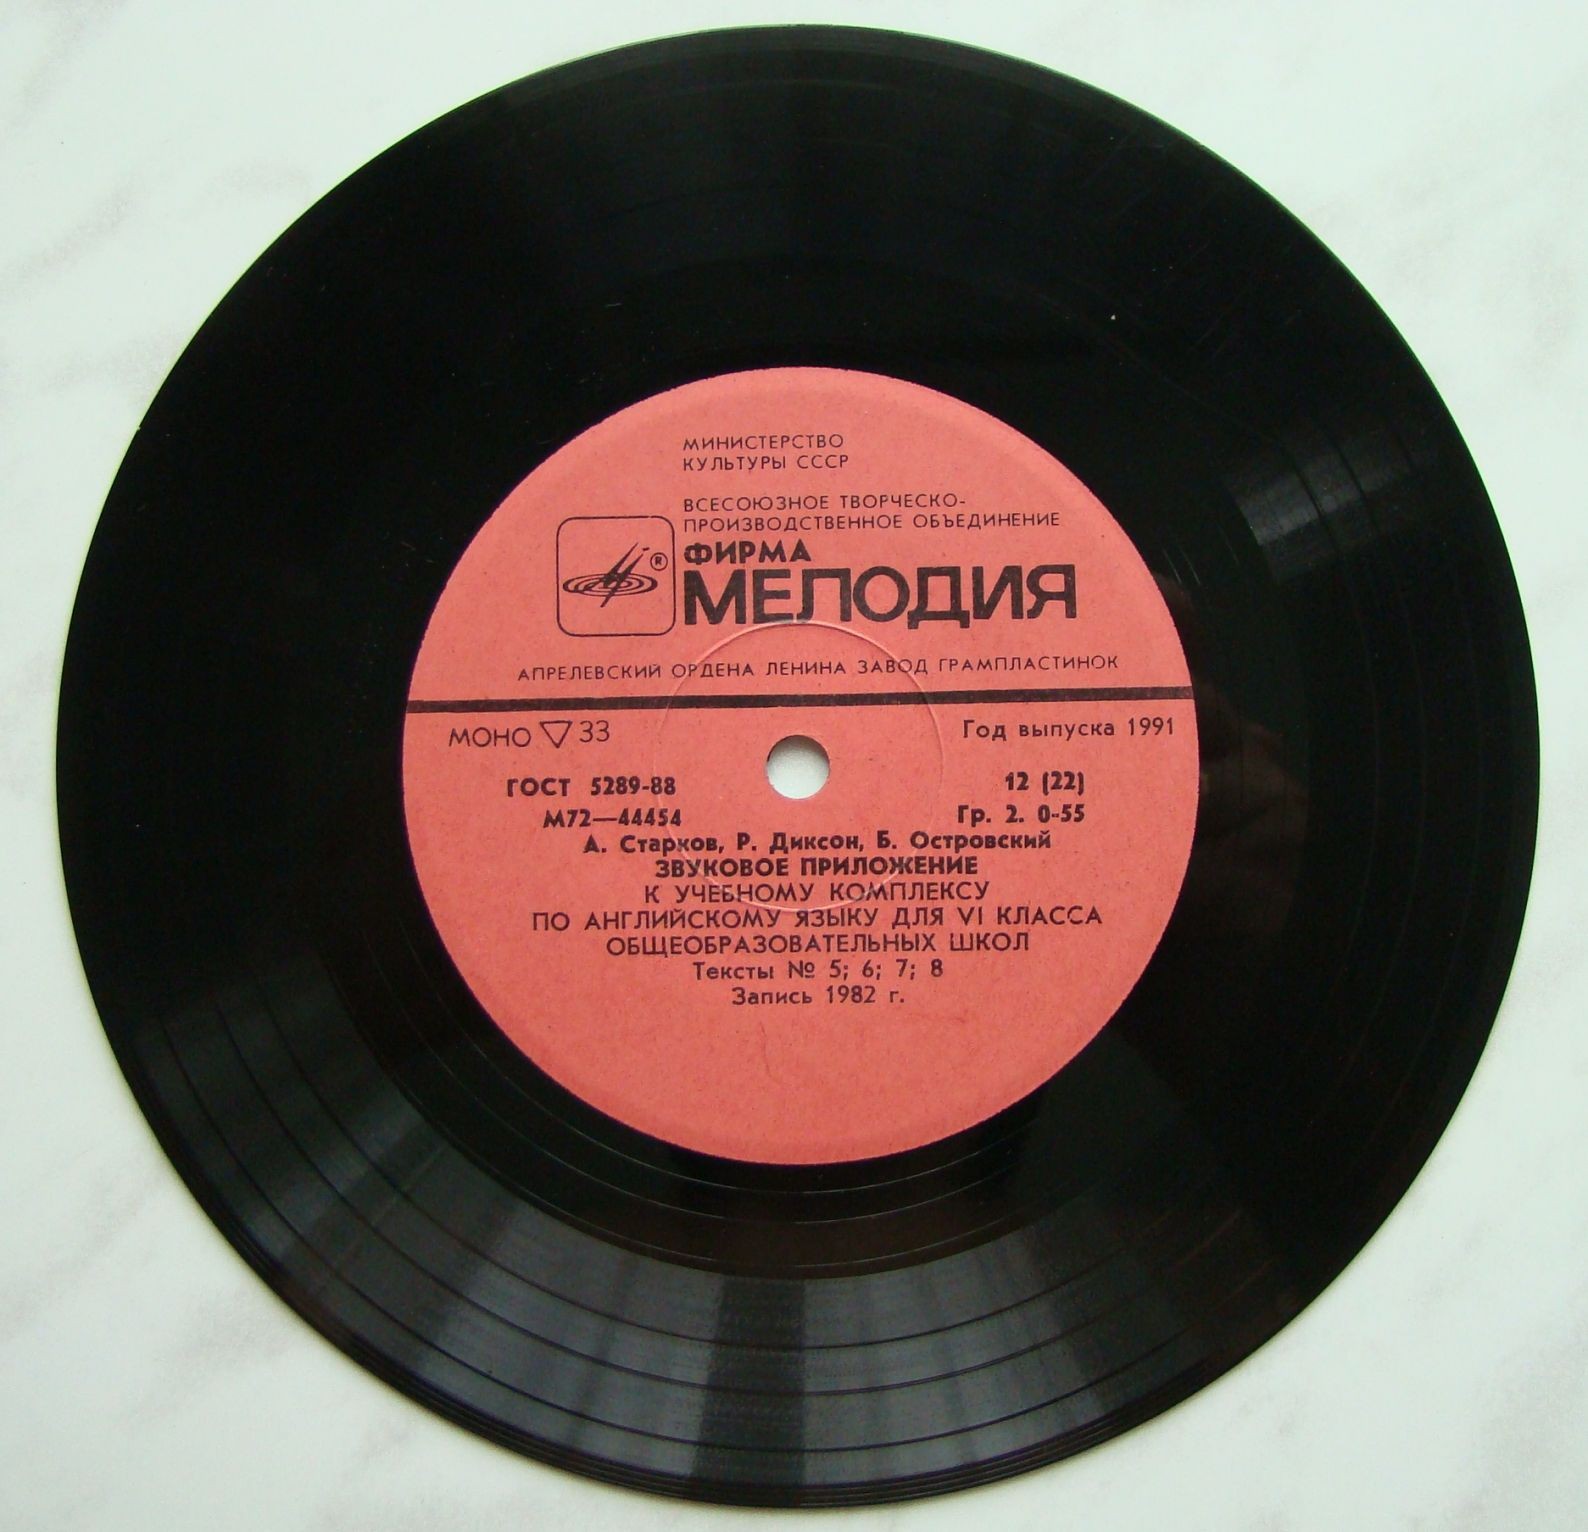 МИНИСТЕРСТВО
КУЛЬТУРЫ СССР
ВСЕСОЮЗНОЕ ТВОРЧЕСКО-
ПРОИЗВОДСТВЕННОЕ ОБЪЕДИНЕНИЕ
ФИРМА
®
МЕЛОДИЯ
АПРЕЛЕВСКИЙ ОРДЕНА ЛЕНИНА ЗАВОД ГРАМПЛАСТИНОК
МОНО ▽ 33 Год выпуска 1991
ГОСТ 5289-88 12 (22)
М72—44454 Гр. 2. 0-55
А. Старков, Р. Диксон, Б. Островский
ЗВУКОВОЕ ПРИЛОЖЕНИЕ
К УЧЕБНОМУ КОМПЛЕКСУ
ПО АНГЛИЙСКОМУ ЯЗЫКУ ДЛЯ VI КЛАССА
ОБЩЕОБРАЗОВАТЕЛЬНЫХ ШКОЛ
Тексты № 5; 6; 7; 8
Запись 1982 г.